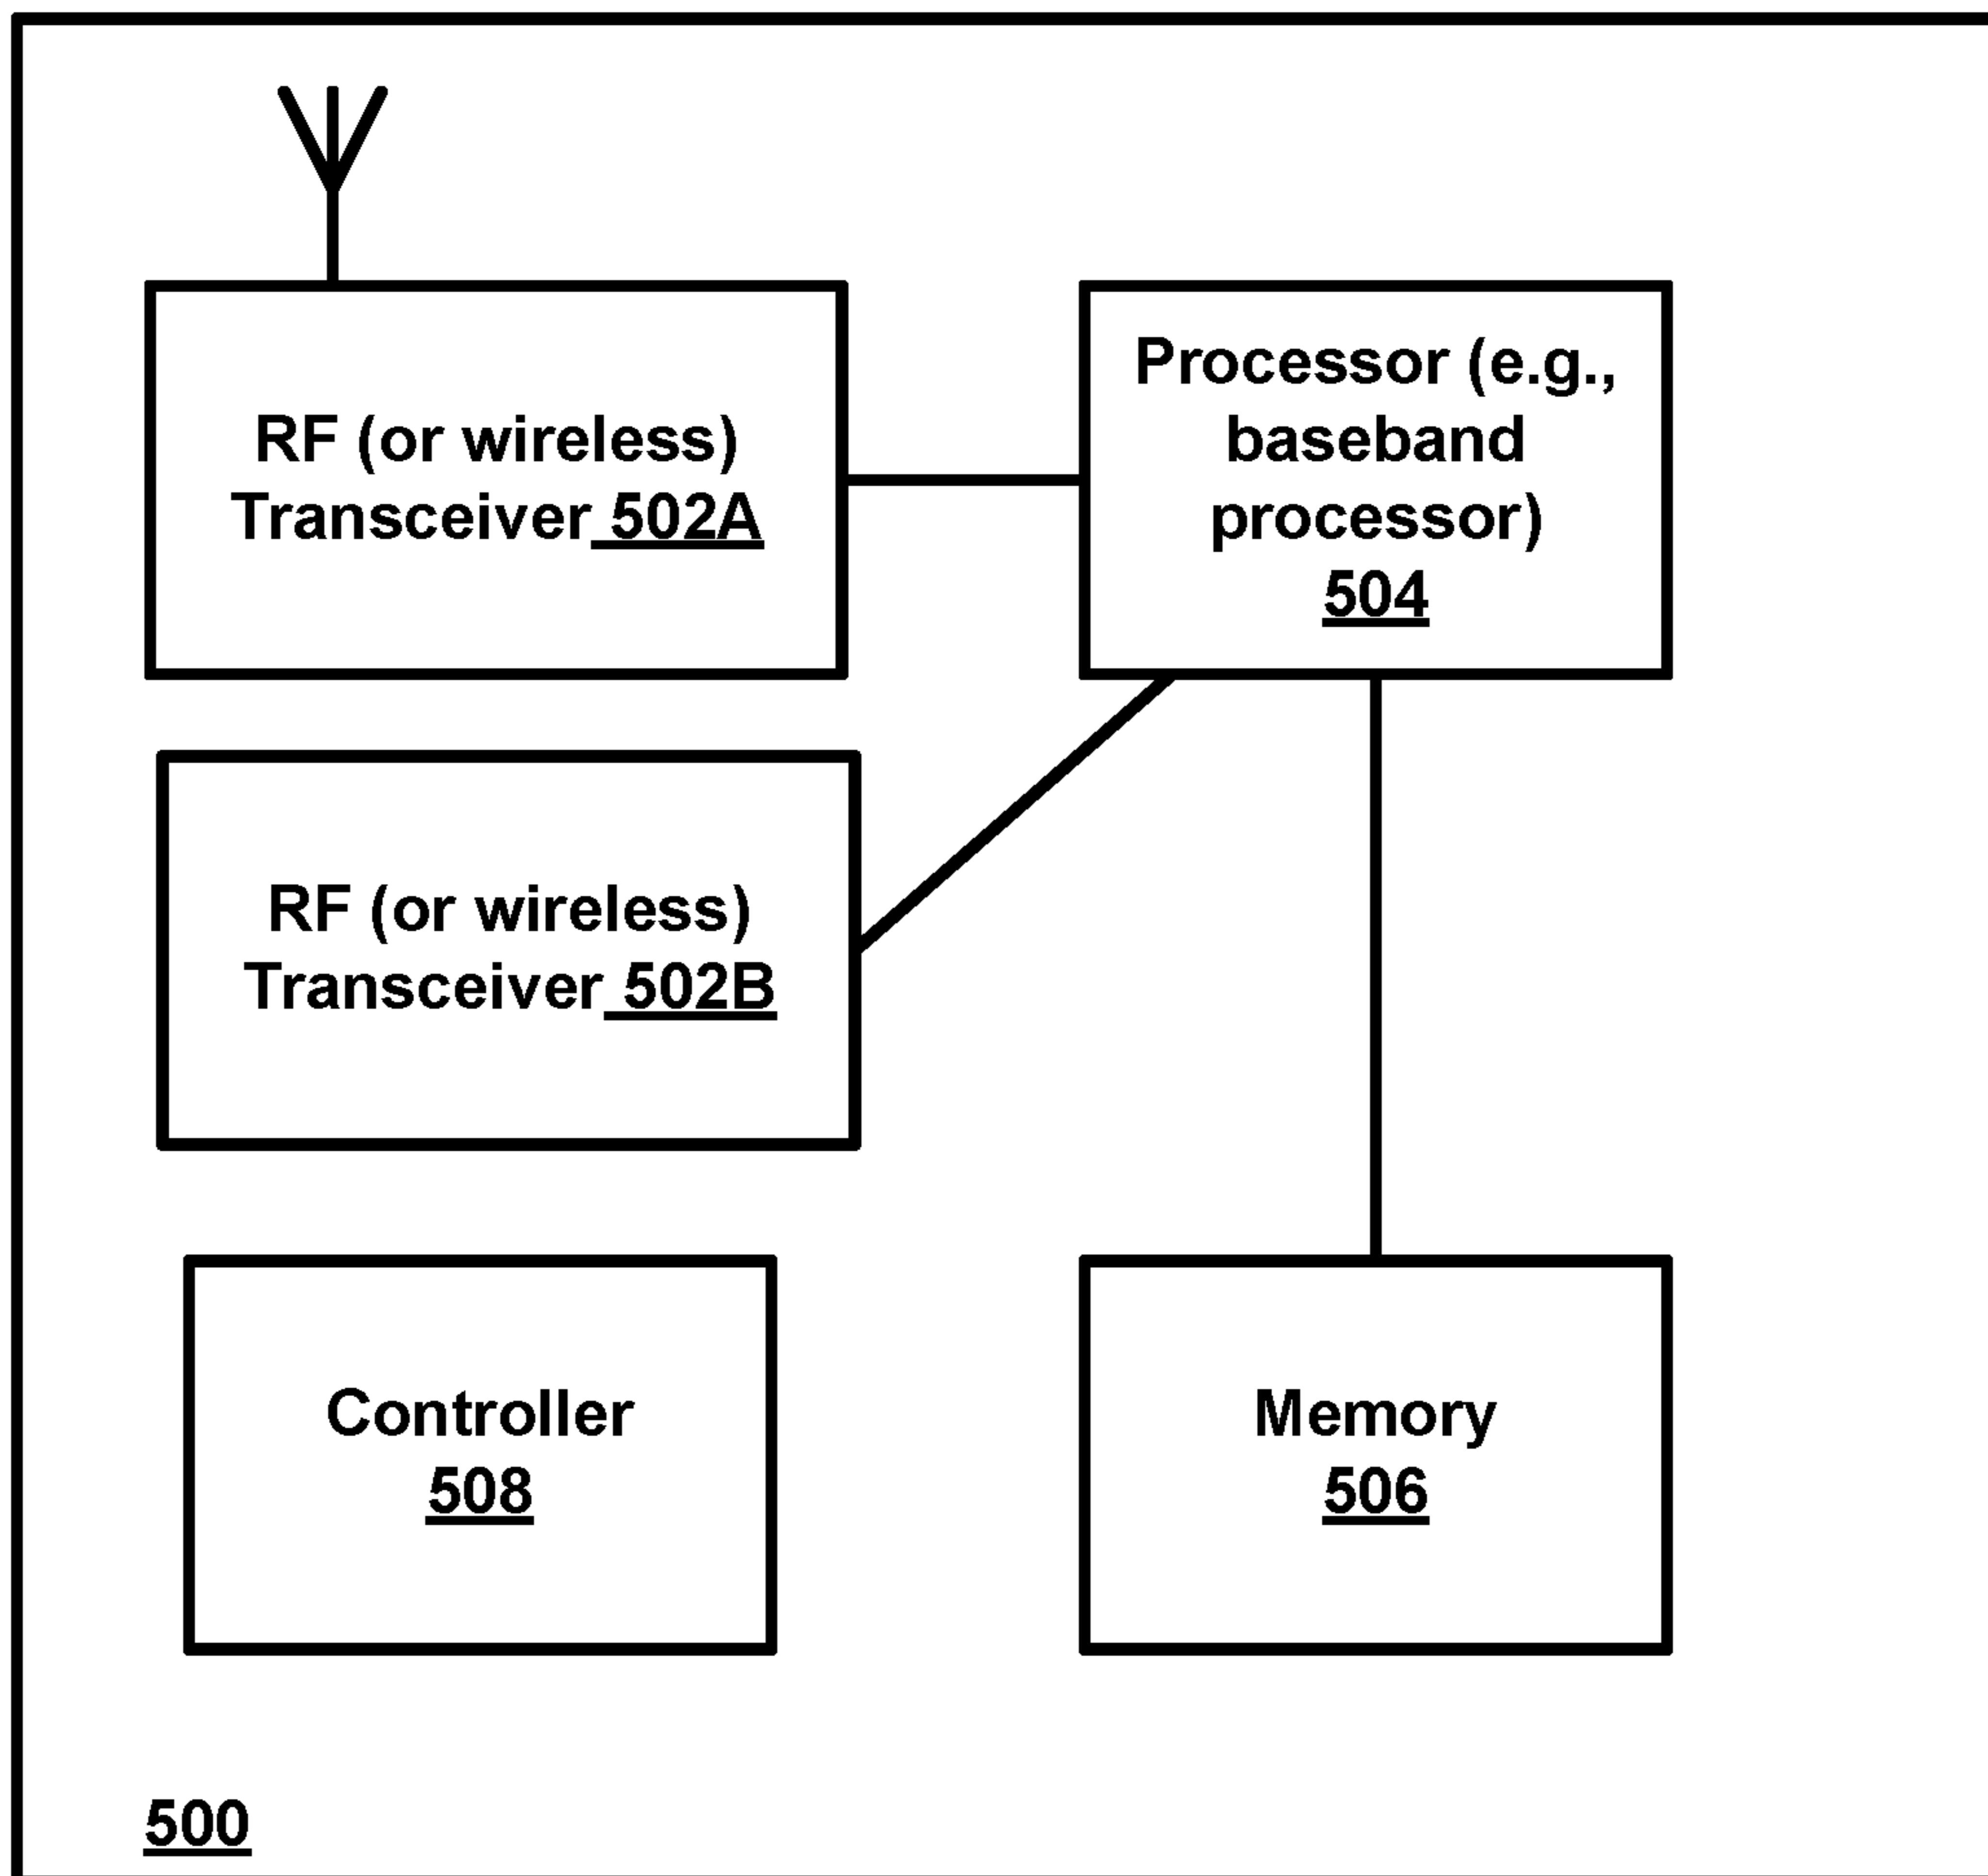 RF (or wireless)
Transceiver 502A
Processor (e.g.,
baseband
processor)
504
RF (or wireless)
Transceiver 502B
Controller
508
Memory
506
500